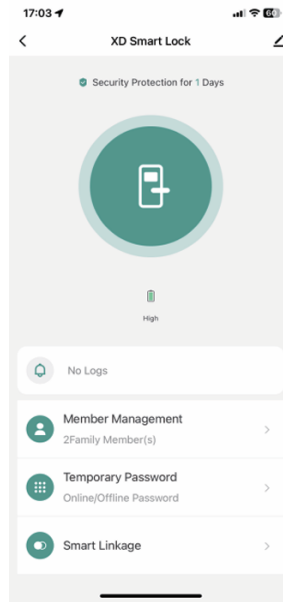 17:03
60
XD Smart Lock
Security Protection for 1 Days
High
No Logs
Member Management
2Family Member(s)
Temporary Password
Online/Offline Password
Smart Linkage